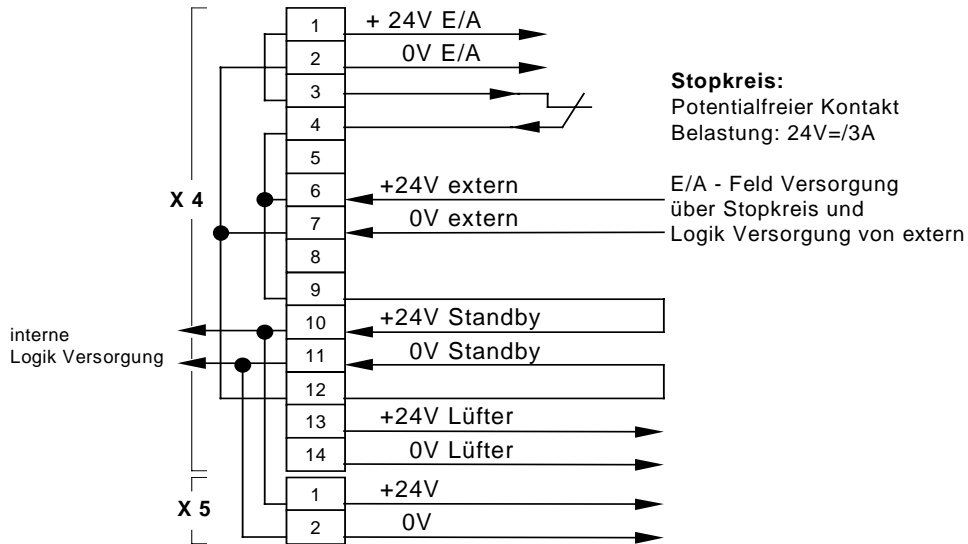 1 + 24V E/A
2 0V E/A
3
4
5
6 +24V extern
7 0V extern
8
9
10 +24V Standby
11 0V Standby
12
13 +24V Lüfter
14 0V Lüfter
X 4
Stopkreis:
Potentialfreier Kontakt
Belastung: 24V=/3A
E/A - Feld Versorgung
über Stopkreis und
Logik Versorgung von extern
interne
Logik Versorgung
X 5
1 +24V
2 0V